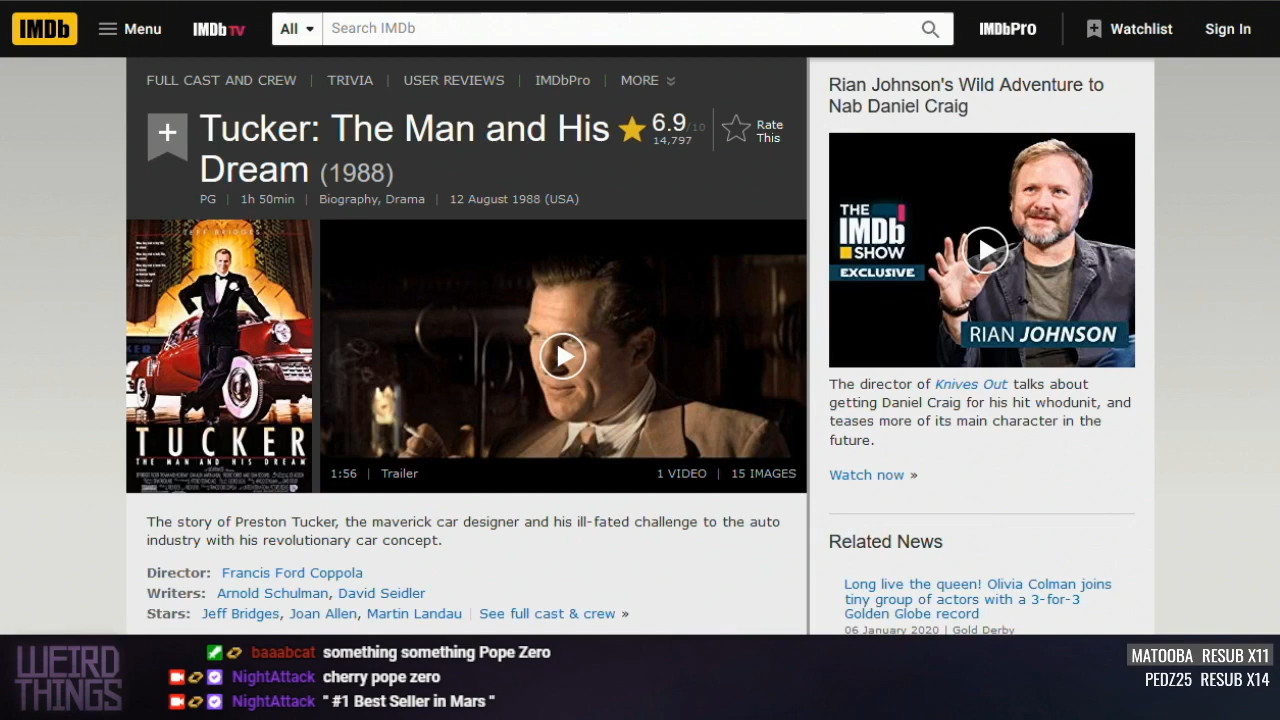 IMDb
Menu
IMDb TV
All
Search IMDb
IMDbPro
Watchlist
Sign In
FULL CAST AND CREW | TRIVIA | USER REVIEWS | IMDbPro | MORE
Tucker: The Man and His
Dream (1988)
6.9/10
14,797
Rate
This
PG | 1h 50min | Biography, Drama | 12 August 1988 (USA)
JEFF BRIDGES
TUCKER
THE MAN AND HIS DREAM
1:56 | Trailer
1 VIDEO | 15 IMAGES
The story of Preston Tucker, the maverick car designer and his ill-fated challenge to the auto
industry with his revolutionary car concept.
Director: Francis Ford Coppola
Writers: Arnold Schulman, David Seidler
Stars: Jeff Bridges, Joan Allen, Martin Landau | See full cast & crew »
Rian Johnson's Wild Adventure to
Nab Daniel Craig
THE
IMDb
SHOW
EXCLUSIVE
RIAN JOHNSON
The director of Knives Out talks about
getting Daniel Craig for his hit whodunit, and
teases more of its main character in the
future.
Watch now »
Related News
Long live the queen! Olivia Colman joins
tiny group of actors with a 3-for-3
Golden Globe record
06 January 2020 | Gold Derby
WEIRD
THINGS
baaabcat something something Pope Zero
NightAttack cherry pope zero
NightAttack " #1 Best Seller in Mars "
MATOOBA RESUB X11
PEDZ25 RESUB X14